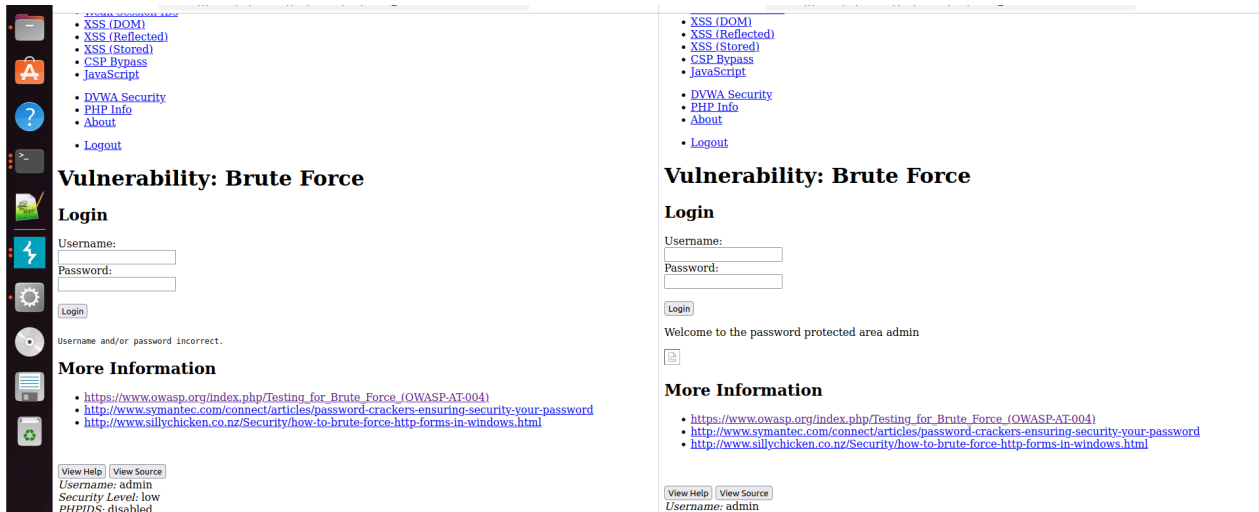 XSS (DOM)
XSS (Reflected)
XSS (Stored)
CSP Bypass
JavaScript
DVWA Security
PHP Info
About
Logout
Vulnerability: Brute Force
Login
Username:
Password:
Login
Username and/or password incorrect.
More Information
https://www.owasp.org/index.php/Testing_for_Brute_Force_(OWASP-AT-004)
http://www.symantec.com/connect/articles/password-crackers-ensuring-security-your-password
http://www.sillychicken.co.nz/Security/how-to-brute-force-http-forms-in-windows.html
View Help View Source
Username: admin
Security Level: low
PHPIDS: disabled
XSS (DOM)
XSS (Reflected)
XSS (Stored)
CSP Bypass
JavaScript
DVWA Security
PHP Info
About
Logout
Vulnerability: Brute Force
Login
Username:
Password:
Login
Welcome to the password protected area admin
More Information
https://www.owasp.org/index.php/Testing_for_Brute_Force_(OWASP-AT-004)
http://www.symantec.com/connect/articles/password-crackers-ensuring-security-your-password
http://www.sillychicken.co.nz/Security/how-to-brute-force-http-forms-in-windows.html
View Help View Source
Username: admin